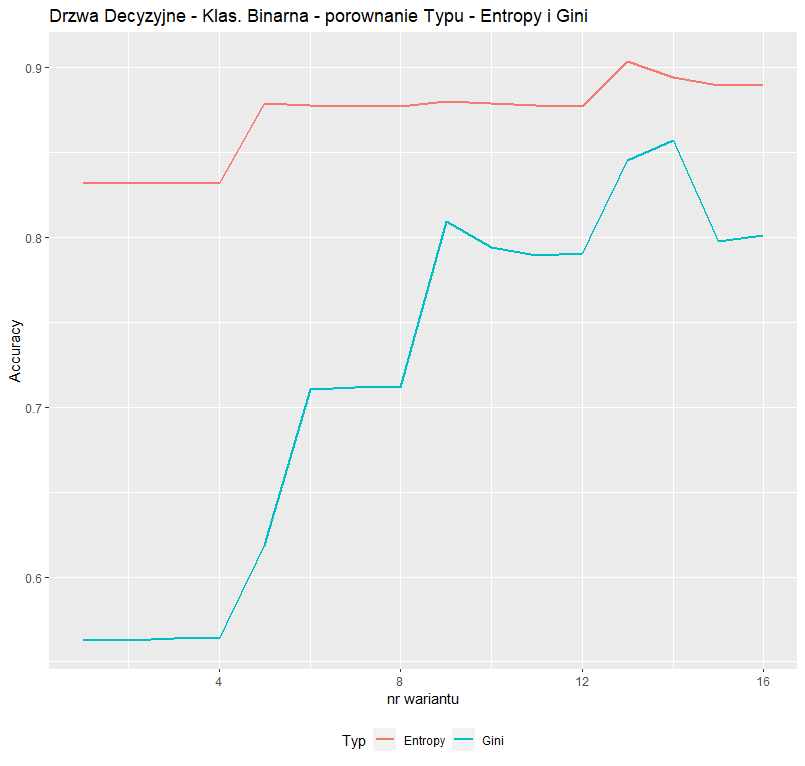 Drzwa Decyzyjne - Klas. Binarna - porownanie Typu - Entropy i Gini
0.9
0.8
0.7
0.6
Accuracy
4 8 12 16
nr wariantu
Typ Entropy Gini